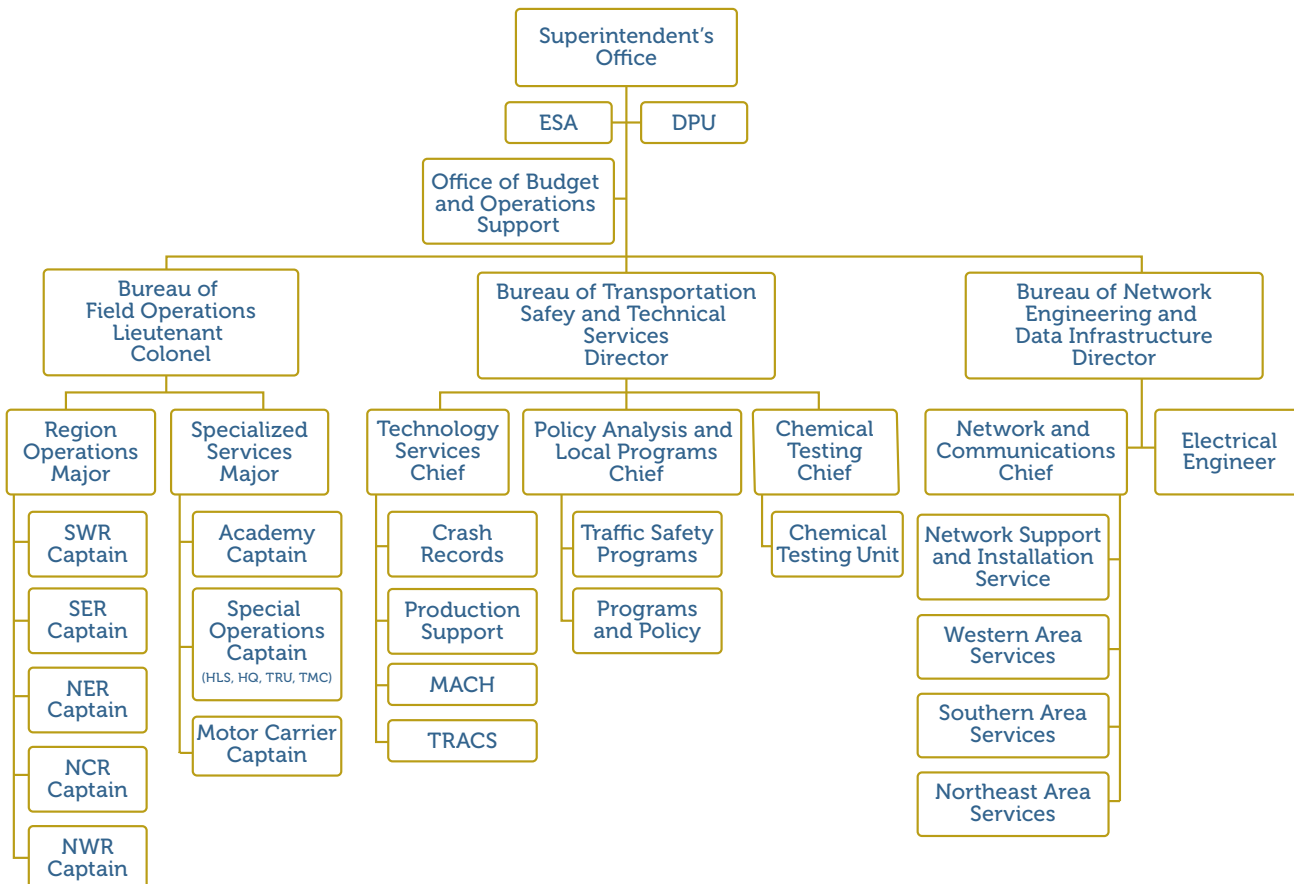 Superintendent's
Office
ESA
DPU
Office of Budget
and Operations
Support
Bureau of
Field Operations
Lieutenant
Colonel
Bureau of Transportation
Safey and Technical
Services
Director
Bureau of Network
Engineering and
Data Infrastructure
Director
Region
Operations
Major
Specialized
Services
Major
Technology
Services
Chief
Policy Analysis and
Local Programs
Chief
Chemical
Testing
Chief
Network and
Communications
Chief
Electrical
Engineer
SWR
Captain
SER
Captain
NER
Captain
NCR
Captain
NWR
Captain
Academy
Captain
Special
Operations
Captain
(HLS, HQ, TRU, TMC)
Motor Carrier
Captain
Crash
Records
Production
Support
MACH
TRACS
Traffic Safety
Programs
Programs
and Policy
Chemical
Testing Unit
Network Support
and Installation
Service
Western Area
Services
Southern Area
Services
Northeast Area
Services